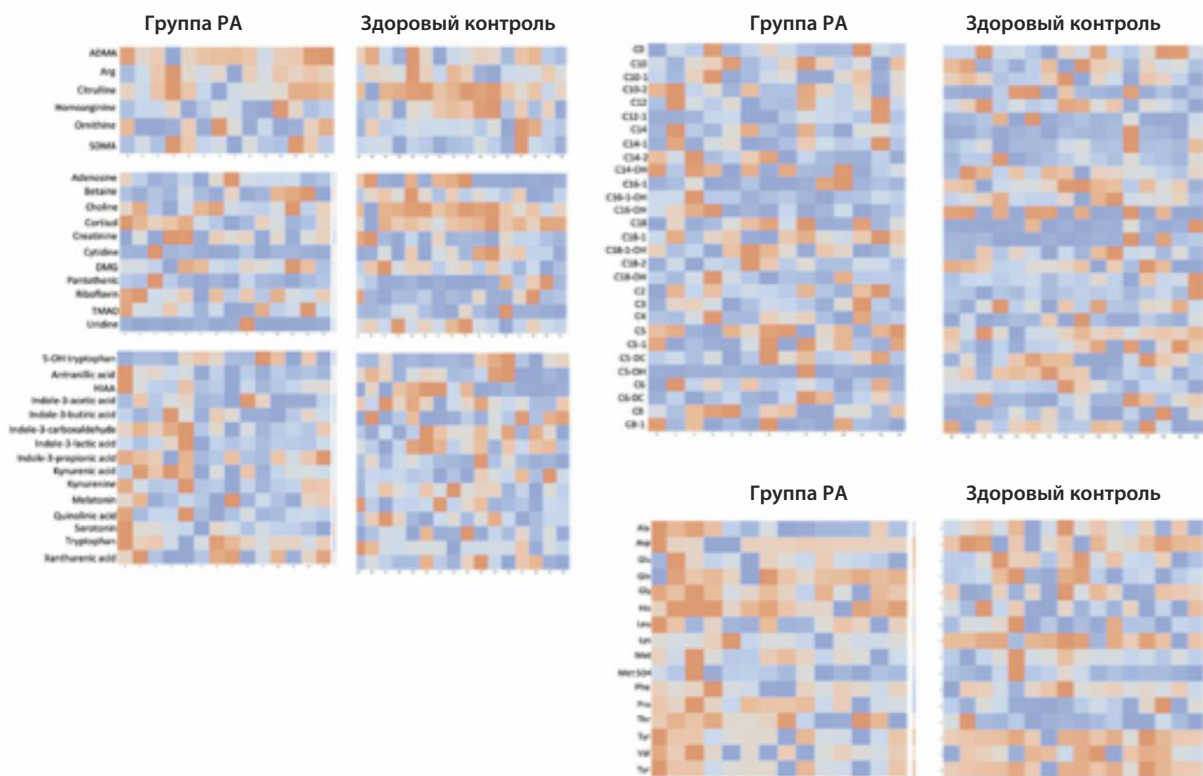 Группа РА
Здоровый контроль
ADMA
Arg
Citrulline
Homoarginine
Ornithine
SDMA
Adenosine
Betaine
Choline
Cortisol
Creatinine
Cytidine
DMG
Pantothenic
Riboflavin
TMAO
Uridine
5-OH tryptophan
Antranillic acid
HIAA
Indole-3-acetic acid
Indole-3-butiric acid
Indole-3-carboxaldehyde
Indole-3-lactic acid
Indole-3-propionic acid
Kynurenic acid
Kynurenine
Melatonin
Quinolinic acid
Serotonin
Tryptophan
Xanthurenic acid
Группа РА
Здоровый контроль
C0
C10
C10-1
C10-2
C12
C12-1
C14
C14-1
C14-2
C14-OH
C16-1
C16-1-OH
C16-OH
C18
C18-1
C18-1-OH
C18-2
C18-OH
C2
C3
C4
C5
C5-1
C5-DC
C5-OH
C6
C6-DC
C8
C8-1
Группа РА
Здоровый контроль
Ala
Asp
Glu
Gln
Gly
His
Leu
Lys
Met
Met SO4
Phe
Pro
Thr
Tyr
Val